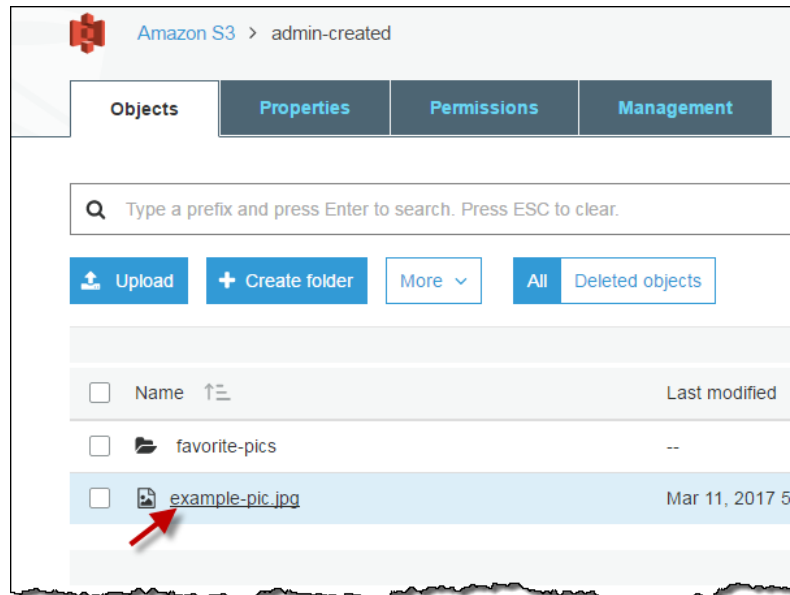 Amazon S3 > admin-created
Objects Properties Permissions Management
Type a prefix and press Enter to search. Press ESC to clear.
Upload Create folder More All Deleted objects
Name Last modified
favorite-pics --
example-pic.jpg Mar 11, 2017 5